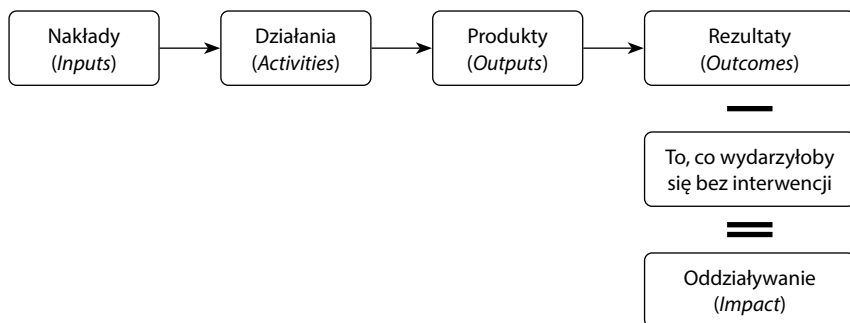 Nakłady
(Inputs)
Działania
(Activities)
Produkty
(Outputs)
Rezultaty
(Outcomes)
To, co wydarzyłoby
się bez interwencji
Oddziaływanie
(Impact)